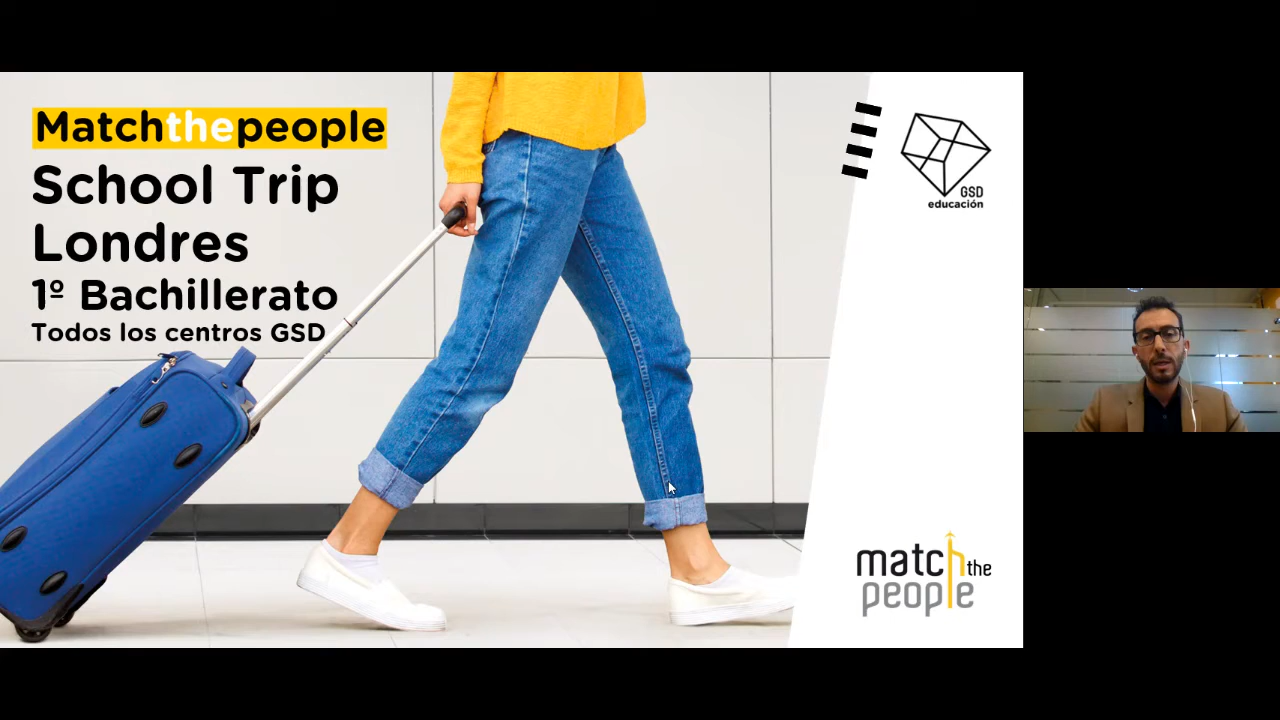 Matchthepeople
School Trip
Londres
1º Bachillerato
Todos los centros GSD
GSD
educación
match the
people